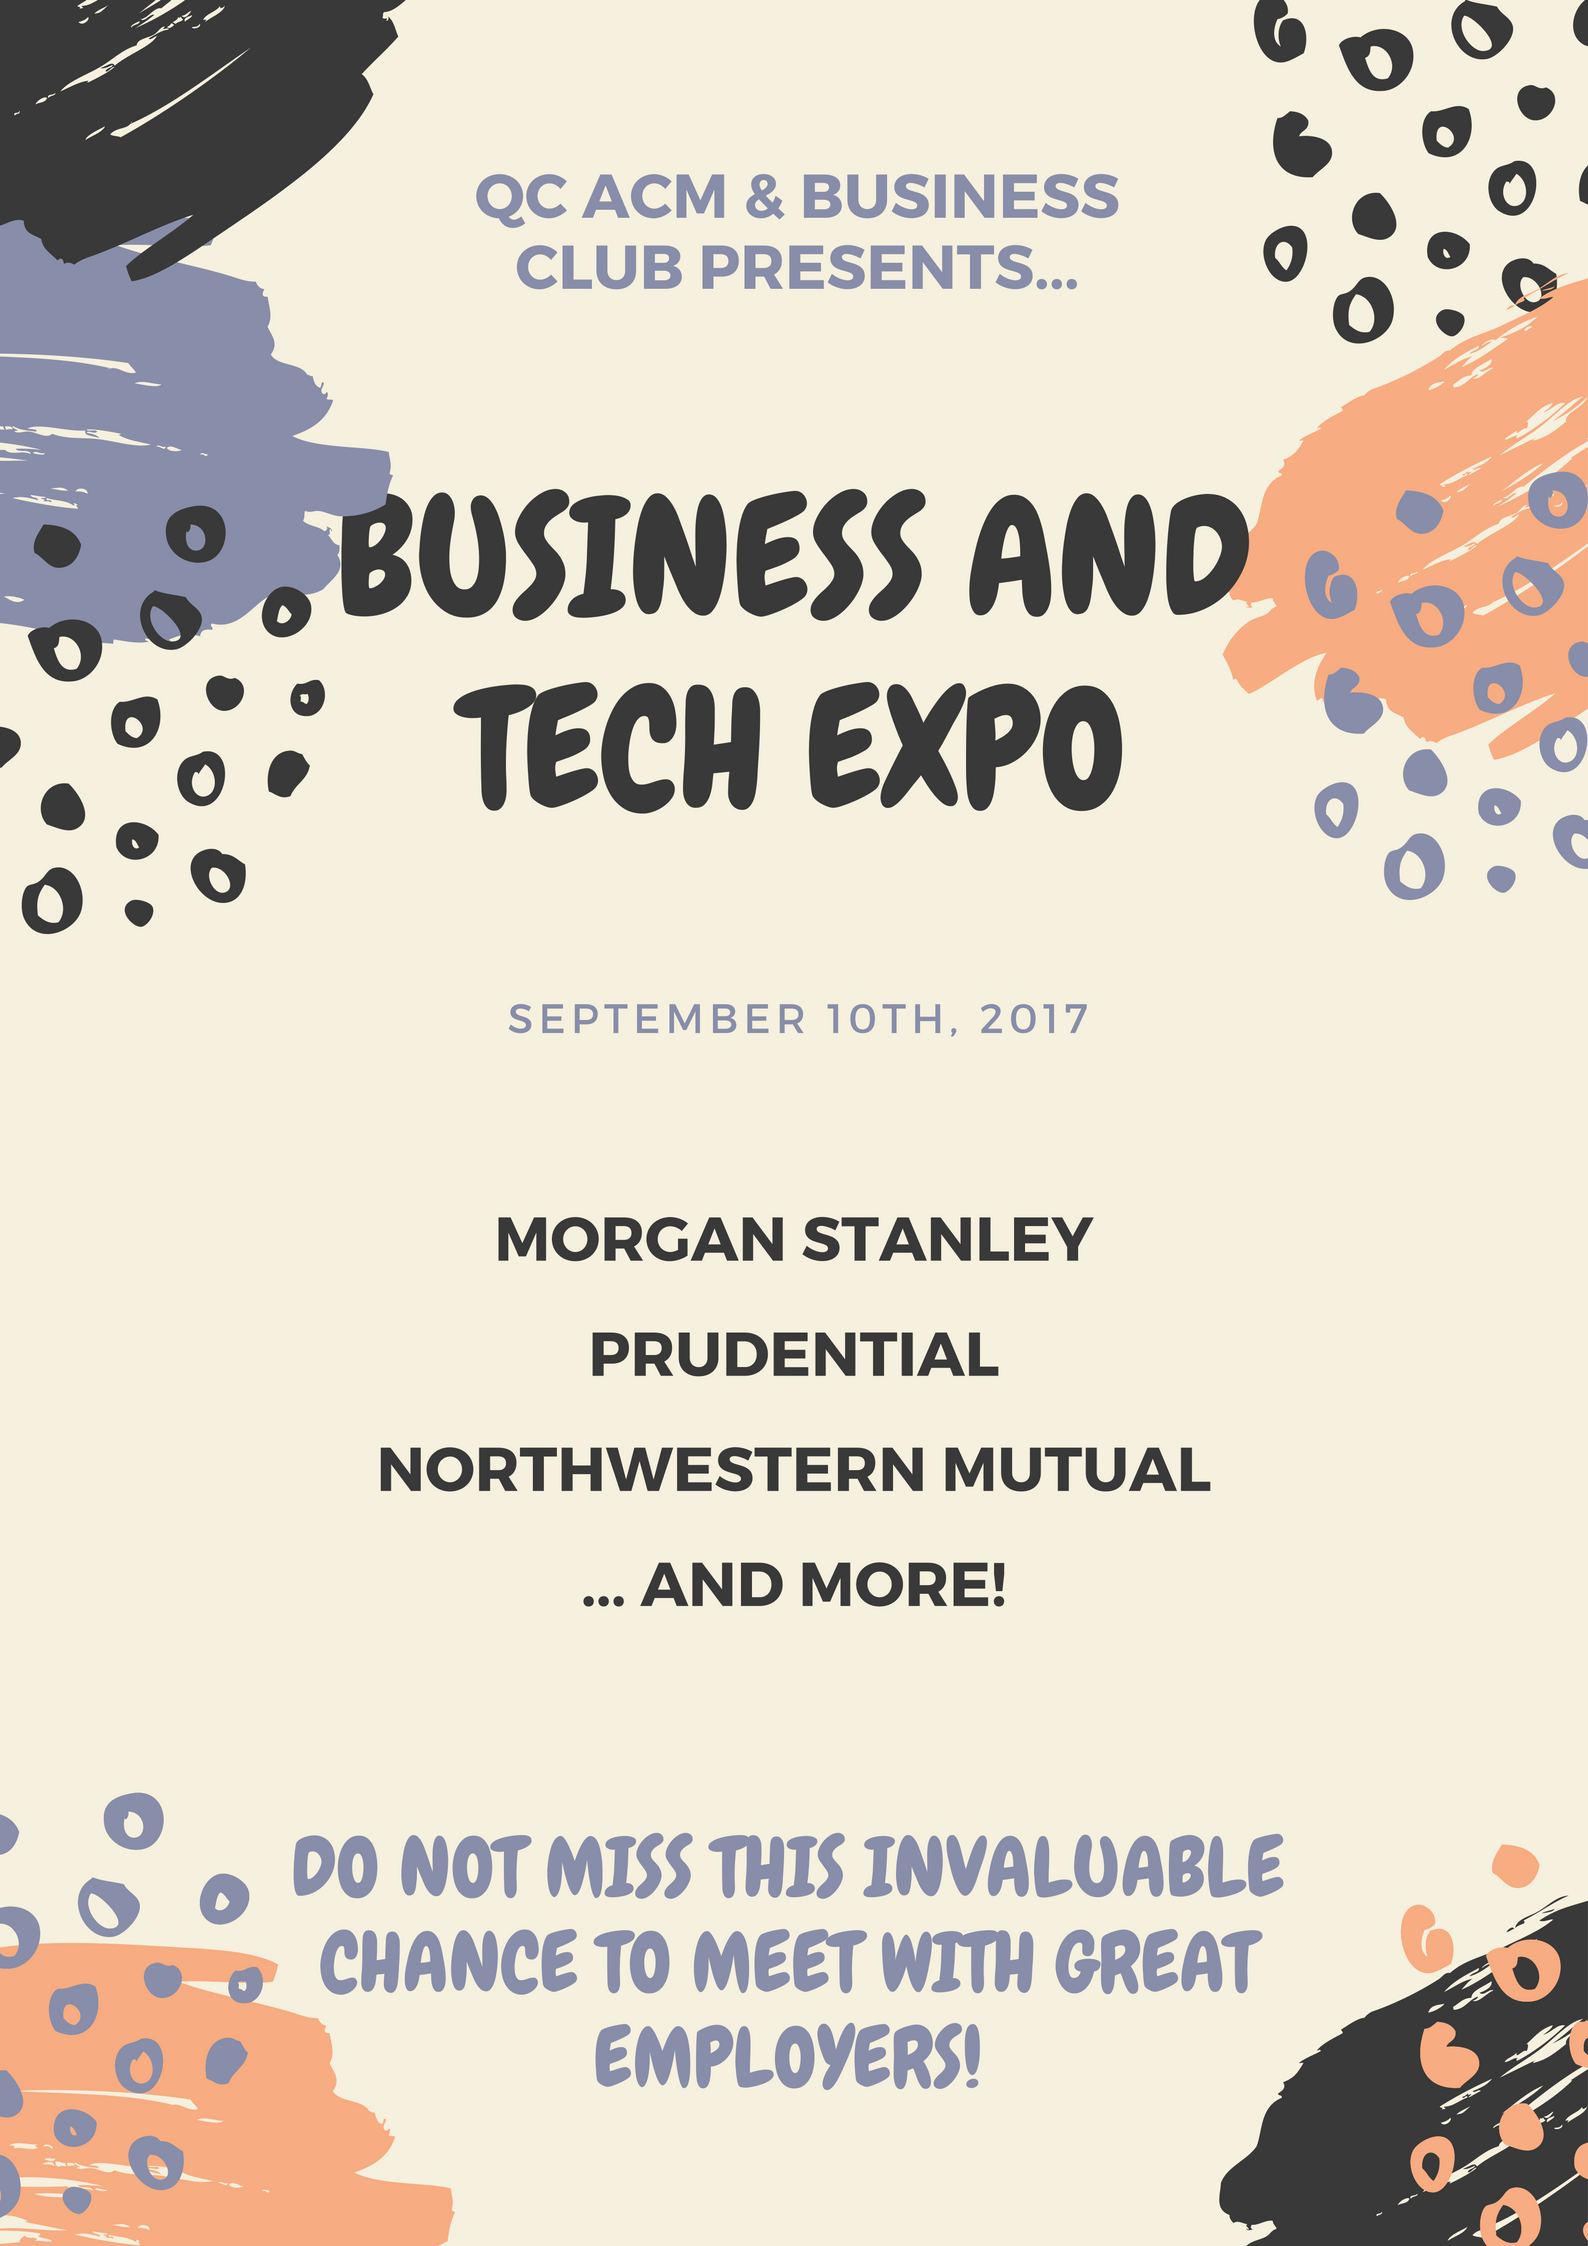 QC ACM & BUSINESS
CLUB PRESENTS...
BUSINESS AND
TECH EXPO
SEPTEMBER 10TH, 2017
MORGAN STANLEY
PRUDENTIAL
NORTHWESTERN MUTUAL
... AND MORE!
DO NOT MISS THIS INVALUABLE
CHANCE TO MEET WITH GREAT
EMPLOYERS!